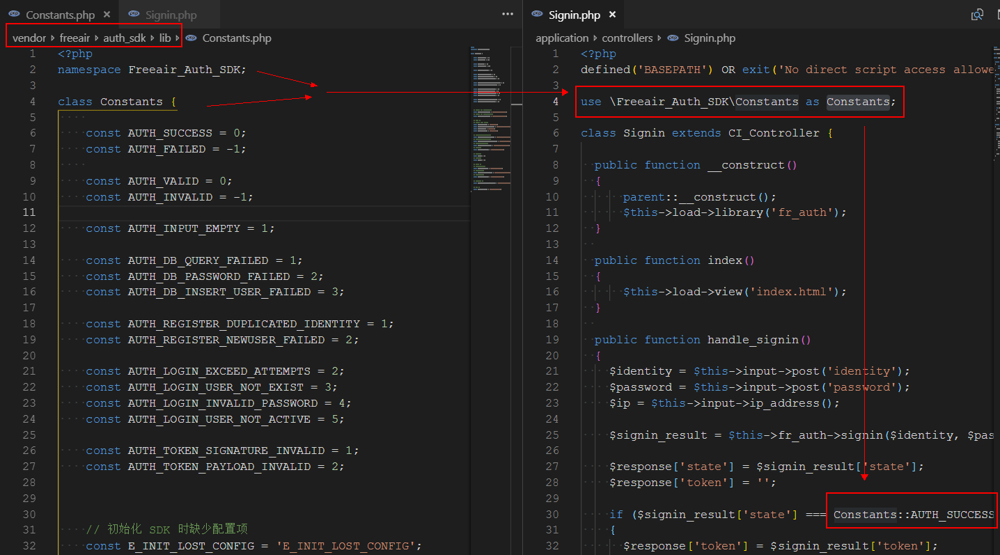 Constants.php ×
Signin.php
vendor › freeair › auth_sdk › lib › Constants.php
1 <?php
2 namespace Freeair_Auth_SDK;
3
4 class Constants {
5
6 const AUTH_SUCCESS = 0;
7 const AUTH_FAILED = -1;
8
9 const AUTH_VALID = 0;
10 const AUTH_INVALID = -1;
11
12 const AUTH_INPUT_EMPTY = 1;
13
14 const AUTH_DB_QUERY_FAILED = 1;
15 const AUTH_DB_PASSWORD_FAILED = 2;
16 const AUTH_DB_INSERT_USER_FAILED = 3;
17
18 const AUTH_REGISTER_DUPLICATED_IDENTITY = 1;
19 const AUTH_REGISTER_NEWUSER_FAILED = 2;
20
21 const AUTH_LOGIN_EXCEED_ATTEMPTS = 2;
22 const AUTH_LOGIN_USER_NOT_EXIST = 3;
23 const AUTH_LOGIN_INVALID_PASSWORD = 4;
24 const AUTH_LOGIN_USER_NOT_ACTIVE = 5;
25
26 const AUTH_TOKEN_SIGNATURE_INVALID = 1;
27 const AUTH_TOKEN_PAYLOAD_INVALID = 2;
28
29
30
31 // 初始化 SDK 时缺少配置项
32 const E_INIT_LOST_CONFIG = 'E_INIT_LOST_CONFIG';
Signin.php ×
application › controllers › Signin.php
1 <?php
2 defined('BASEPATH') OR exit('No direct script access allowe
3
4 use \Freeair_Auth_SDK\Constants as Constants;
5
6 class Signin extends CI_Controller {
7
8 public function __construct()
9 {
10 parent::__construct();
11 $this->load->library('fr_auth');
12 }
13
14 public function index()
15 {
16 $this->load->view('index.html');
17 }
18
19 public function handle_signin()
20 {
21 $identity = $this->input->post('identity');
22 $password = $this->input->post('password');
23 $ip = $this->input->ip_address();
24
25 $signin_result = $this->fr_auth->signin($identity, $pas
26
27 $response['state'] = $signin_result['state'];
28 $response['token'] = '';
29
30 if ($signin_result['state'] === Constants::AUTH_SUCCESS
31 {
32 $response['token'] = $signin_result['token'];